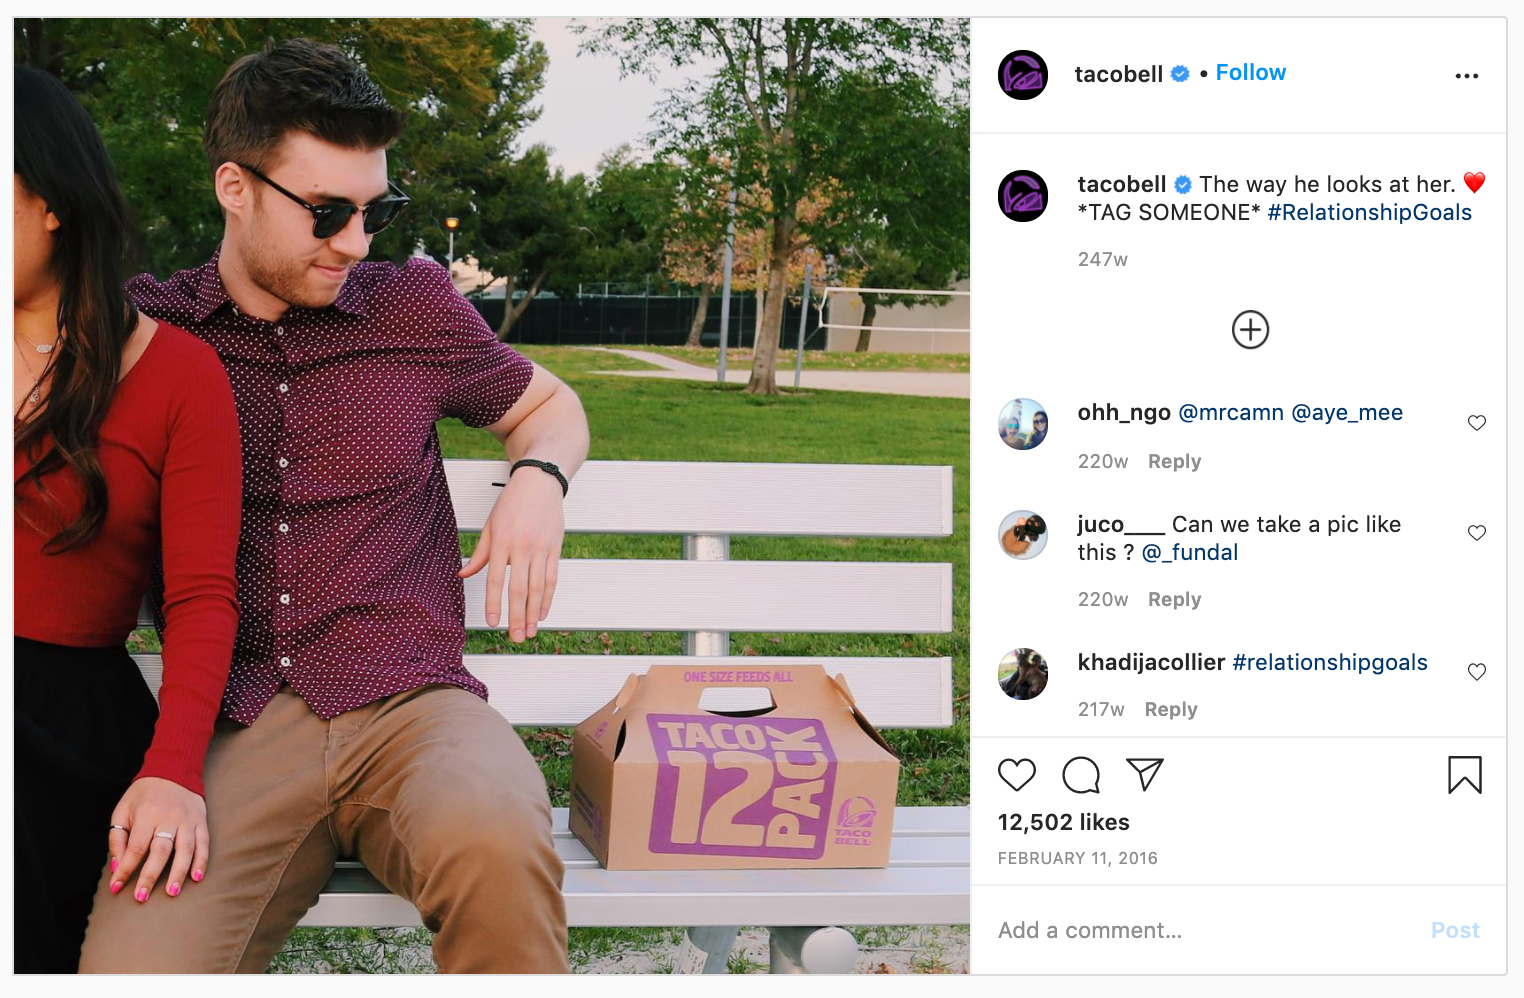 ONE SIZE FEEDS ALL
TACO
12
PACK
TACO
BELL
tacobell • Follow
tacobell The way he looks at her. ❤️
*TAG SOMEONE* #RelationshipGoals
247w
ohh_ngo @mrcamn @aye_mee
220w Reply
juco____ Can we take a pic like
this ? @_fundal
220w Reply
khadijacollier #relationshipgoals
217w Reply
12,502 likes
FEBRUARY 11, 2016
Add a comment...
Post